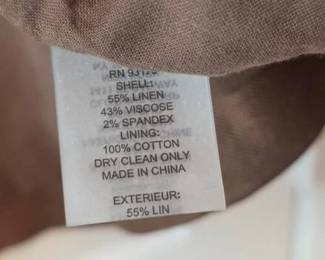 SHELL:
55% LINEN
43% VISCOSE
2% SPANDEX
LINING:
100% COTTON
DRY CLEAN ONLY
MADE IN CHINA
EXTERIEUR:
55% LIN